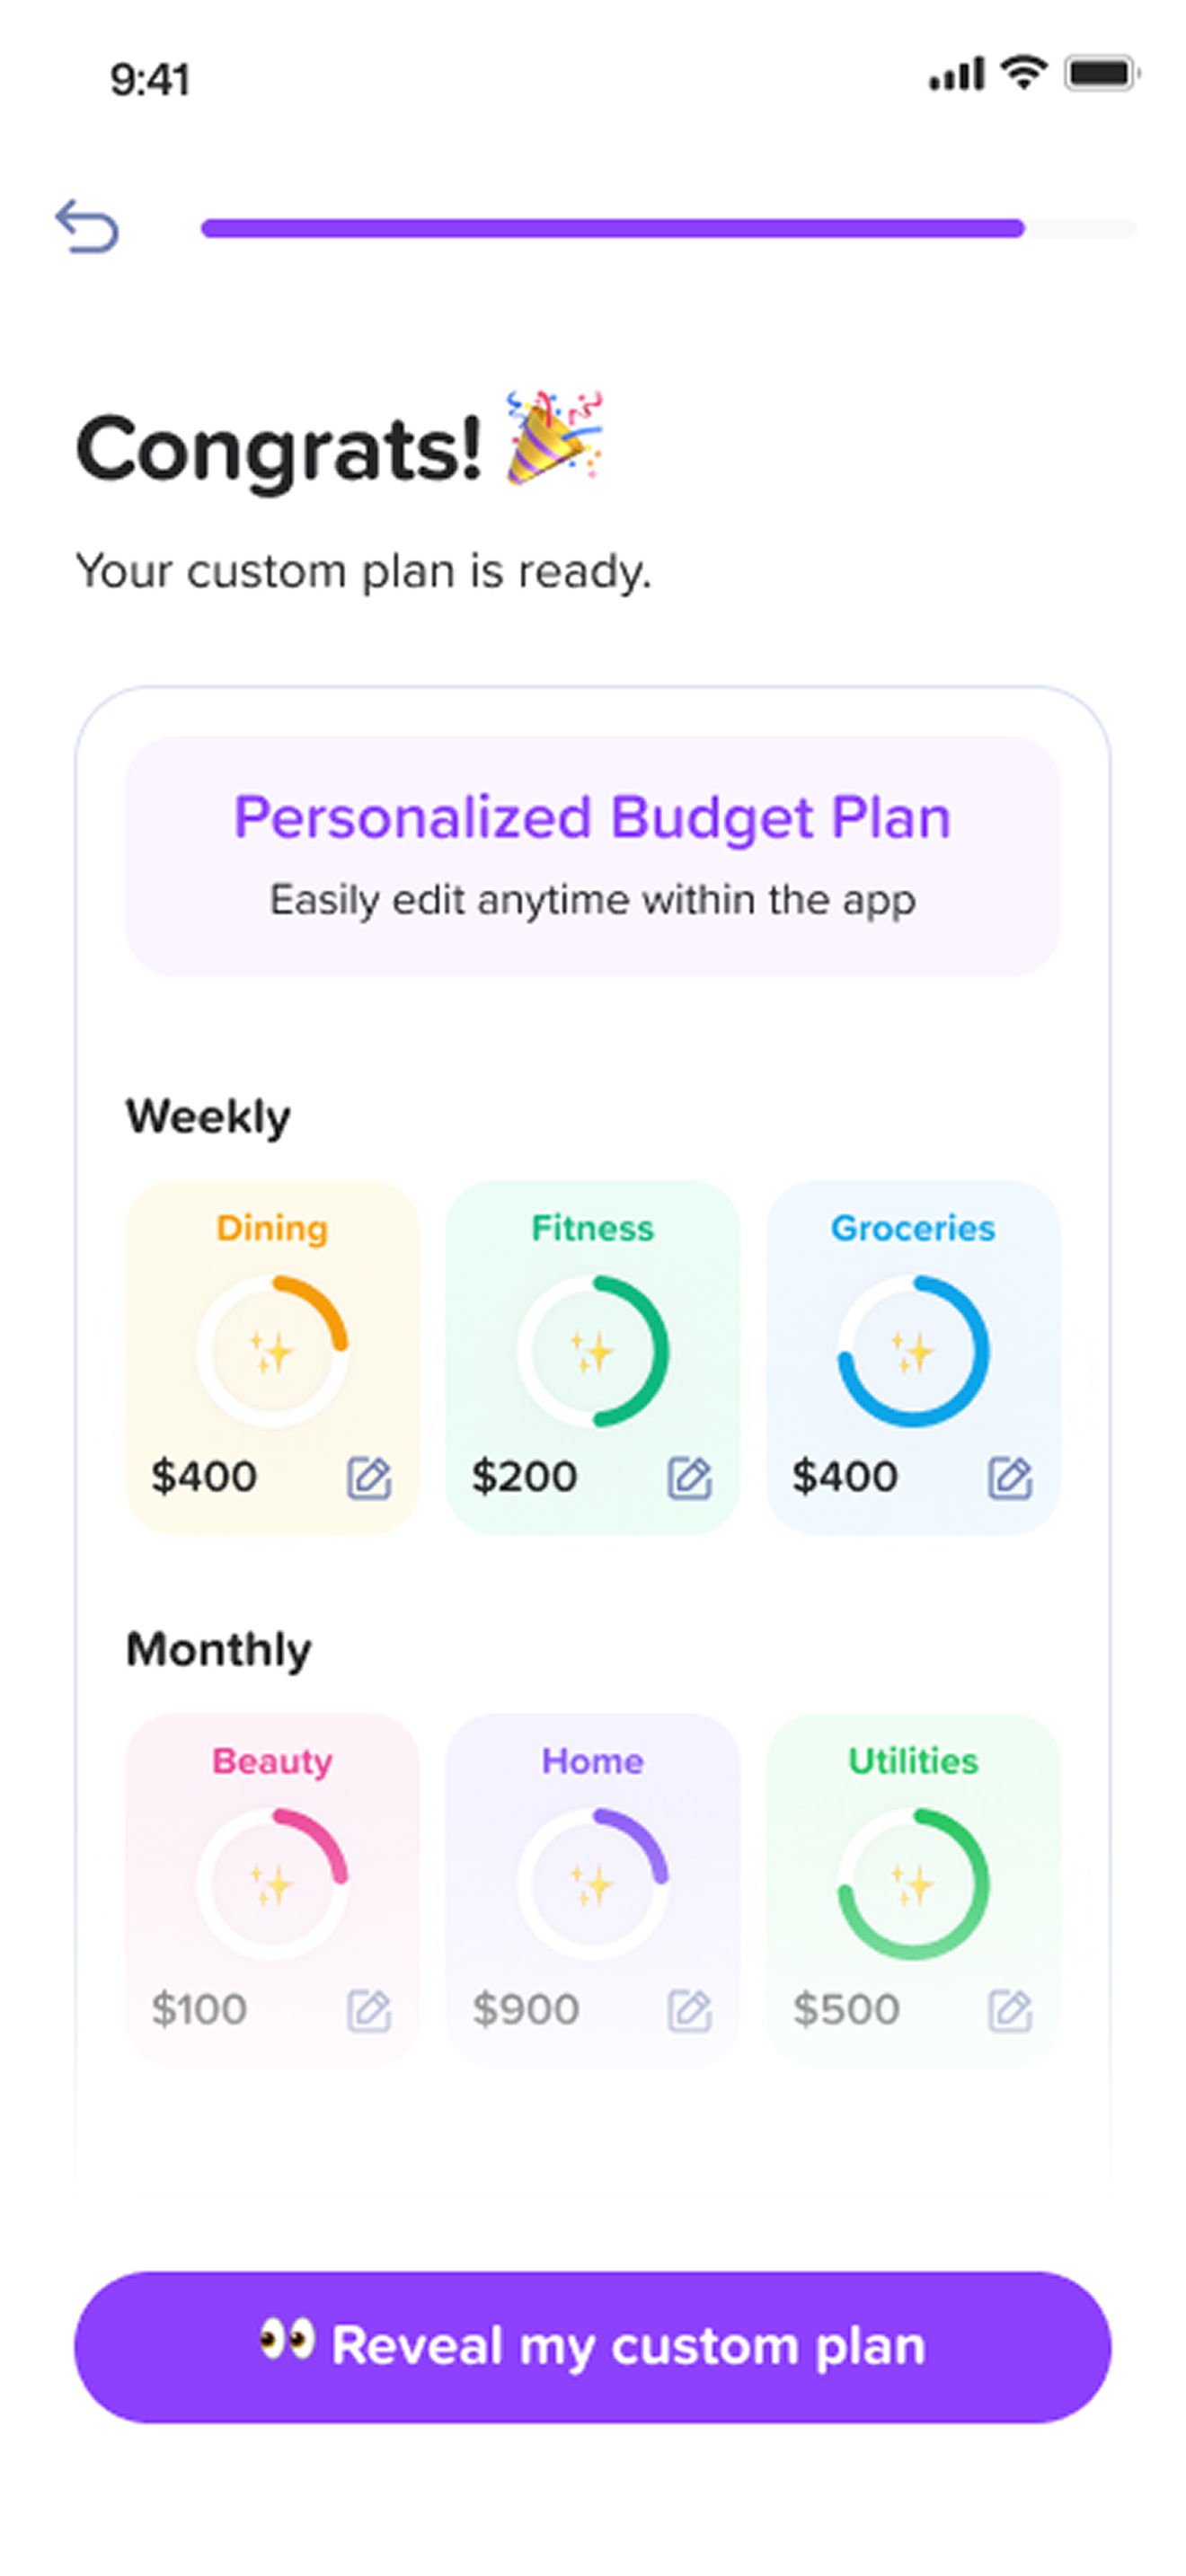 9:41
Congrats! 🎉
Your custom plan is ready.
Personalized Budget Plan
Easily edit anytime within the app
Weekly
Dining Fitness Groceries
$400 $200 $400
Monthly
Beauty Home Utilities
$100 $900 $500
👀 Reveal my custom plan